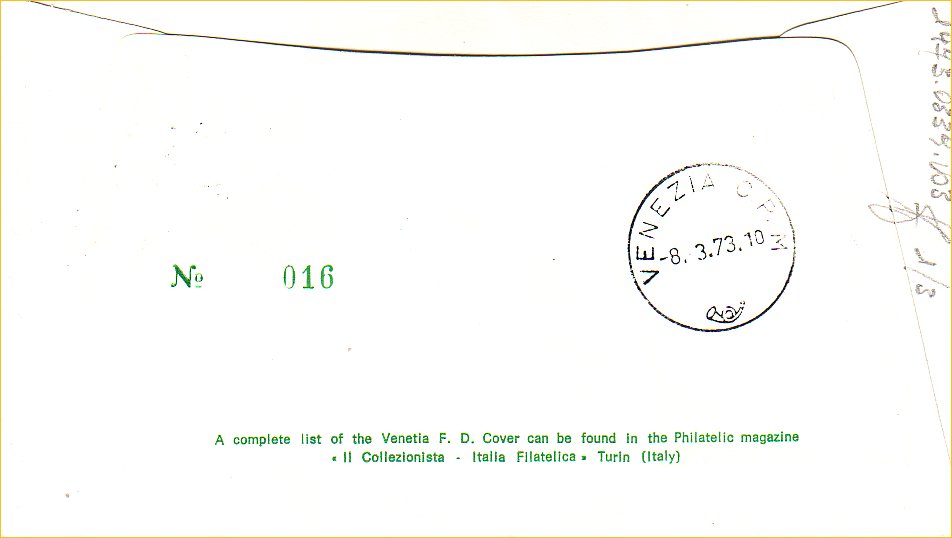 VENEZIA
-8. 3.73.10
№ 016
A complete list of the Venetia F. D. Cover can be found in the Philatelic magazine
« Il Collezionista - Italia Filatelica » Turin (Italy)